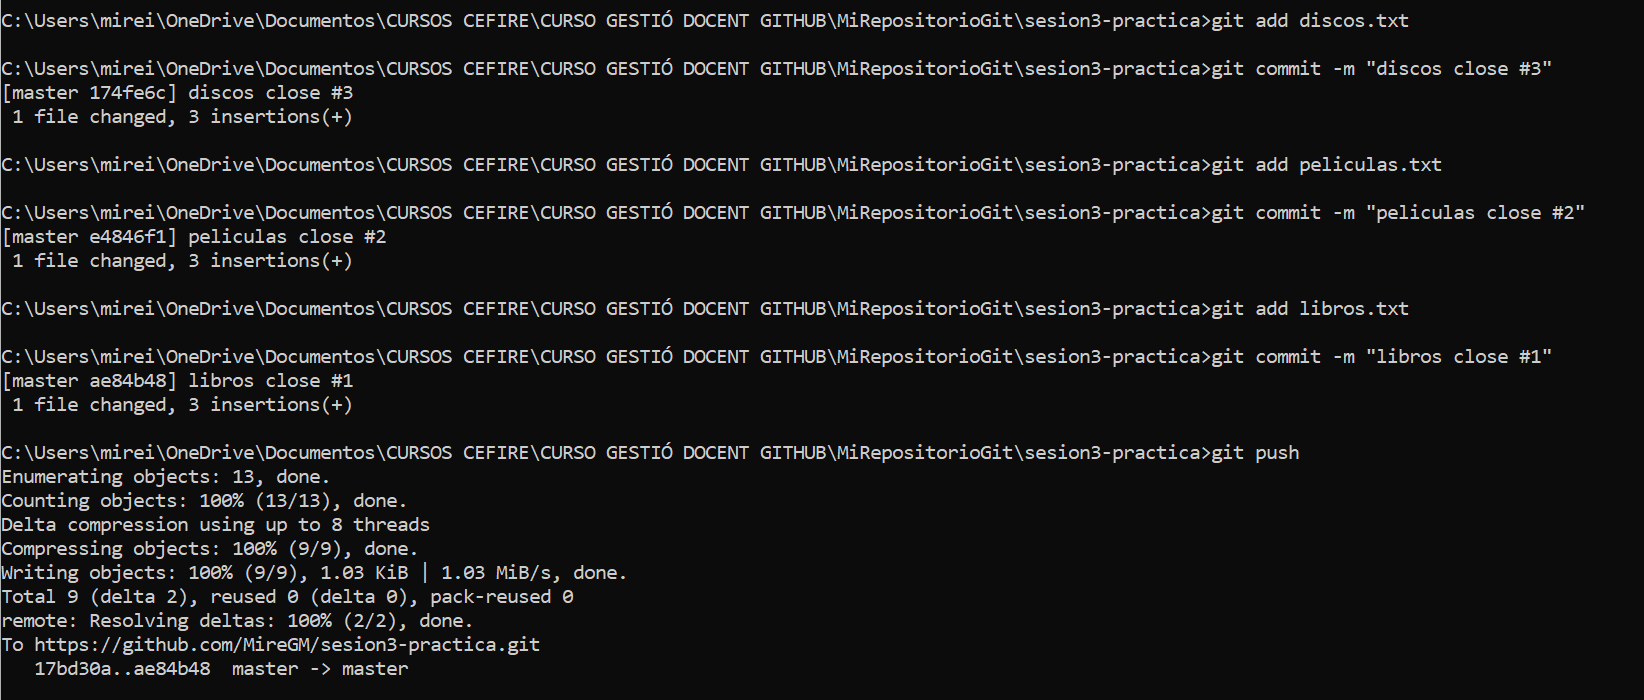 C:\Users\mirei\OneDrive\Documentos\CURSOS CEFIRE\CURSO GESTIÓ DOCENT GITHUB\MiRepositorioGit\sesion3-practica>git add discos.txt
C:\Users\mirei\OneDrive\Documentos\CURSOS CEFIRE\CURSO GESTIÓ DOCENT GITHUB\MiRepositorioGit\sesion3-practica>git commit -m "discos close #3"
[master 174fe6c] discos close #3
 1 file changed, 3 insertions(+)
C:\Users\mirei\OneDrive\Documentos\CURSOS CEFIRE\CURSO GESTIÓ DOCENT GITHUB\MiRepositorioGit\sesion3-practica>git add peliculas.txt
C:\Users\mirei\OneDrive\Documentos\CURSOS CEFIRE\CURSO GESTIÓ DOCENT GITHUB\MiRepositorioGit\sesion3-practica>git commit -m "peliculas close #2"
[master e4846f1] peliculas close #2
 1 file changed, 3 insertions(+)
C:\Users\mirei\OneDrive\Documentos\CURSOS CEFIRE\CURSO GESTIÓ DOCENT GITHUB\MiRepositorioGit\sesion3-practica>git add libros.txt
C:\Users\mirei\OneDrive\Documentos\CURSOS CEFIRE\CURSO GESTIÓ DOCENT GITHUB\MiRepositorioGit\sesion3-practica>git commit -m "libros close #1"
[master ae84b48] libros close #1
 1 file changed, 3 insertions(+)
C:\Users\mirei\OneDrive\Documentos\CURSOS CEFIRE\CURSO GESTIÓ DOCENT GITHUB\MiRepositorioGit\sesion3-practica>git push
Enumerating objects: 13, done.
Counting objects: 100% (13/13), done.
Delta compression using up to 8 threads
Compressing objects: 100% (9/9), done.
Writing objects: 100% (9/9), 1.03 KiB | 1.03 MiB/s, done.
Total 9 (delta 2), reused 0 (delta 0), pack-reused 0
remote: Resolving deltas: 100% (2/2), done.
To https://github.com/MireGM/sesion3-practica.git
   17bd30a..ae84b48  master -> master